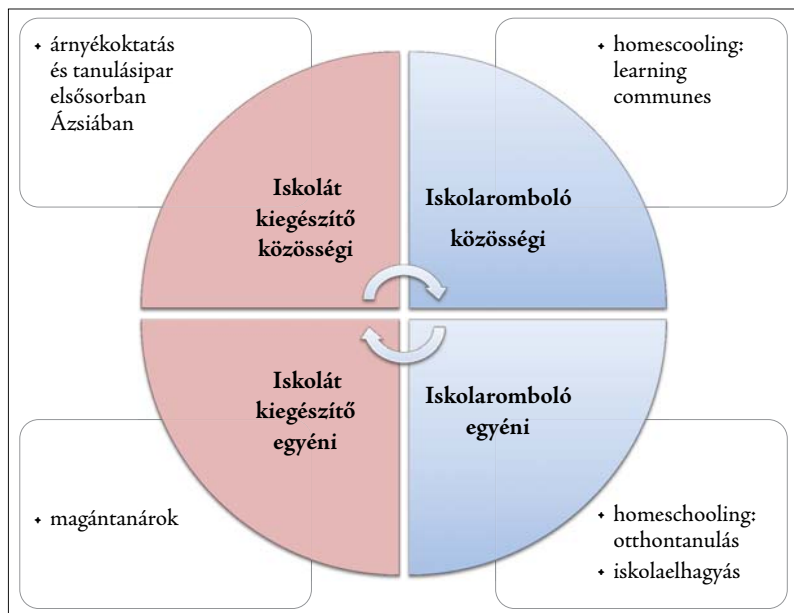 ✦ árnyékoktatás
és tanulásipar
elsősorban
Ázsiában
✦ homescooling:
learning
communes
Iskolát
kiegészítő
közösségi
Iskolaromboló
közösségi
Iskolát
kiegészítő
egyéni
Iskolaromboló
egyéni
✦ magántanárok
✦ homeschooling:
otthontanulás
✦ iskolaelhagyás